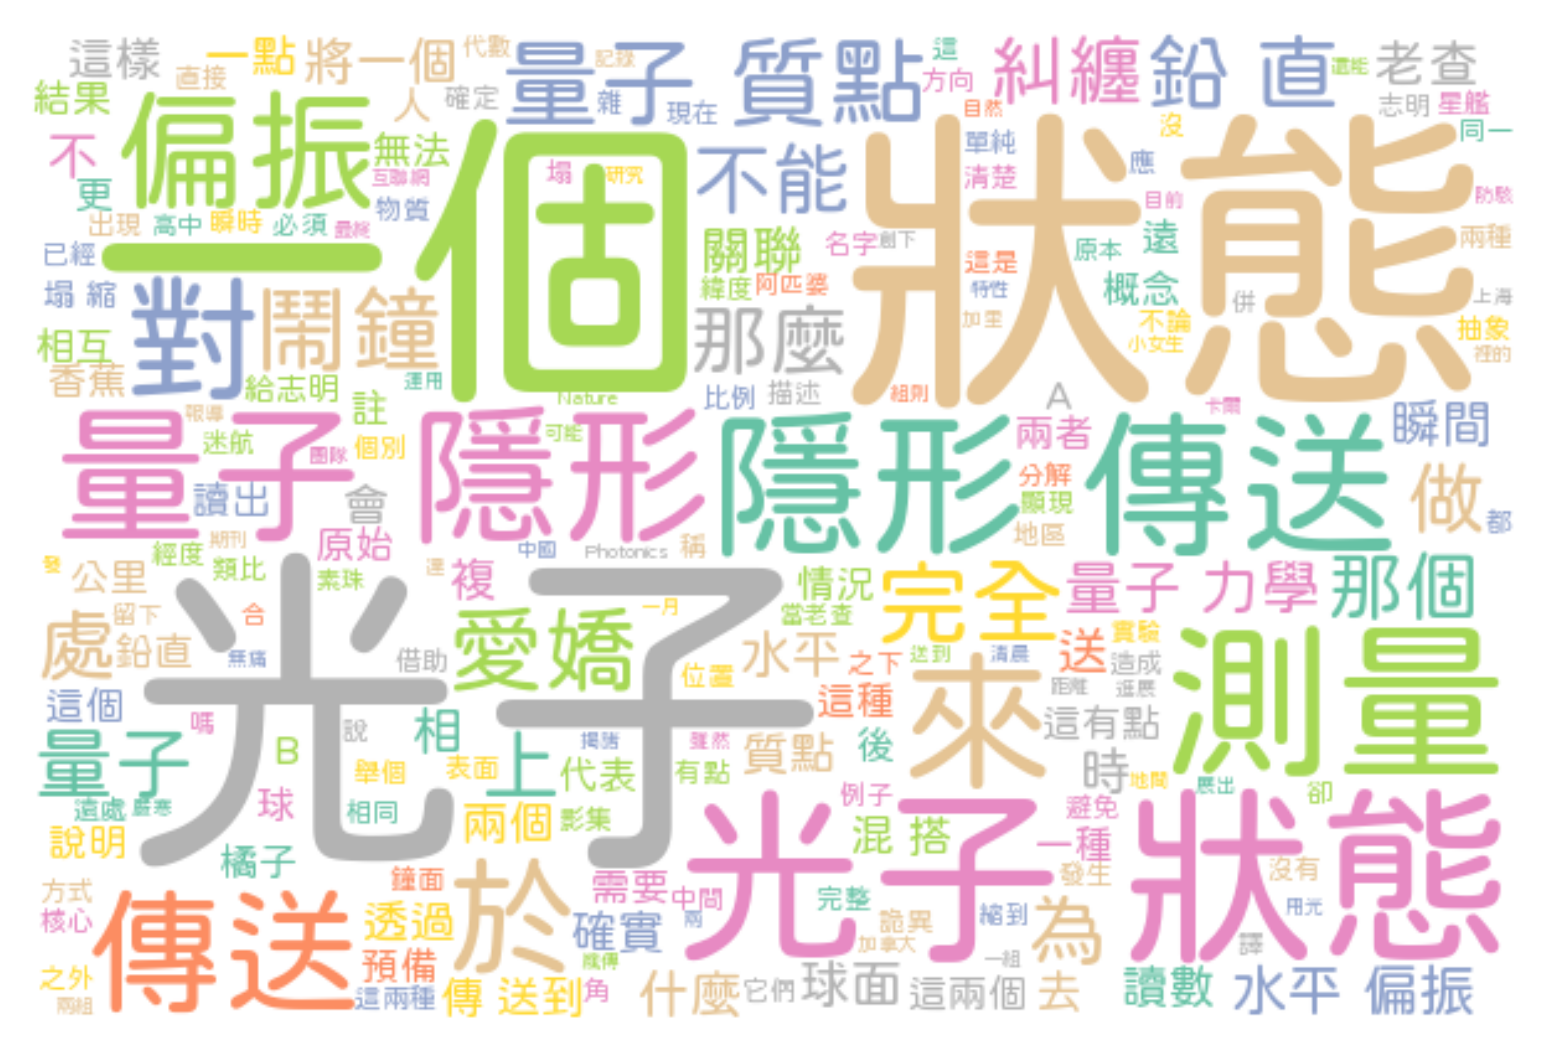 這樣 一點 將一個 代數 量子 記錄 質點 這 糾纏 鉛 直 還能 老查
直接 人 確定 雜 現在 方向 自然 志明 星艦
結果 偏振 一個 狀態 沒 同一
不 無法 互聯網 塌 研究 不能 單純 清楚 應
更 物質 目前
出現 高中 瞬時 必須 最終 關聯 名字 創下 遠 兩種
已經 這是 原本
塌 縮 對 鬧鐘 緯度 阿匹婆 特性 概念 併 上海
相互 那麼 加里 不論 小女生 抽象 裡的
香蕉 給志明 運用 Nature 比例 描述 組則 A 卡爾
報導 註 量子 隱形 可能 隱形 傳送 兩者 瞬間
迷航 團隊 個別 分解
讀出 會 顯現 做
經度 期刊 原始 中國 Photonics 稱 地區 都
發 公里 類比 素珠 達 複 情況 完全 量子 力學 那個
處 留下 合 光子 愛嬌 一月 當老查 實驗
鉛直 無痛 借助 水平 之下 送到 清晨 送 造成 測量
這個 位置 這種 來 距離 進展
嗎 說 相 上 揭牆 雖然 後 這有點
量子 B 舉個 表面 代表 有點 質點 時 地間 展出
遠處 嚴寒 球 相同 兩個 影集 例子 避免 卻
說明 橘子 混 搭 光子 一種 狀態
方式 鐘面 於 需要 中間 完整 發生 沒有
核心 傳送 透過 確實 兩 詭異 縮到 為 用光
預備 瘋傳 加拿大 譯
之外 這兩種 傳 送到 角 什麼 它們 球面 一組 這兩個 去 讀數 水平 偏振
兩組